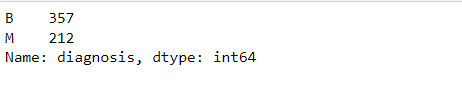 B    357
M    212
Name: diagnosis, dtype: int64